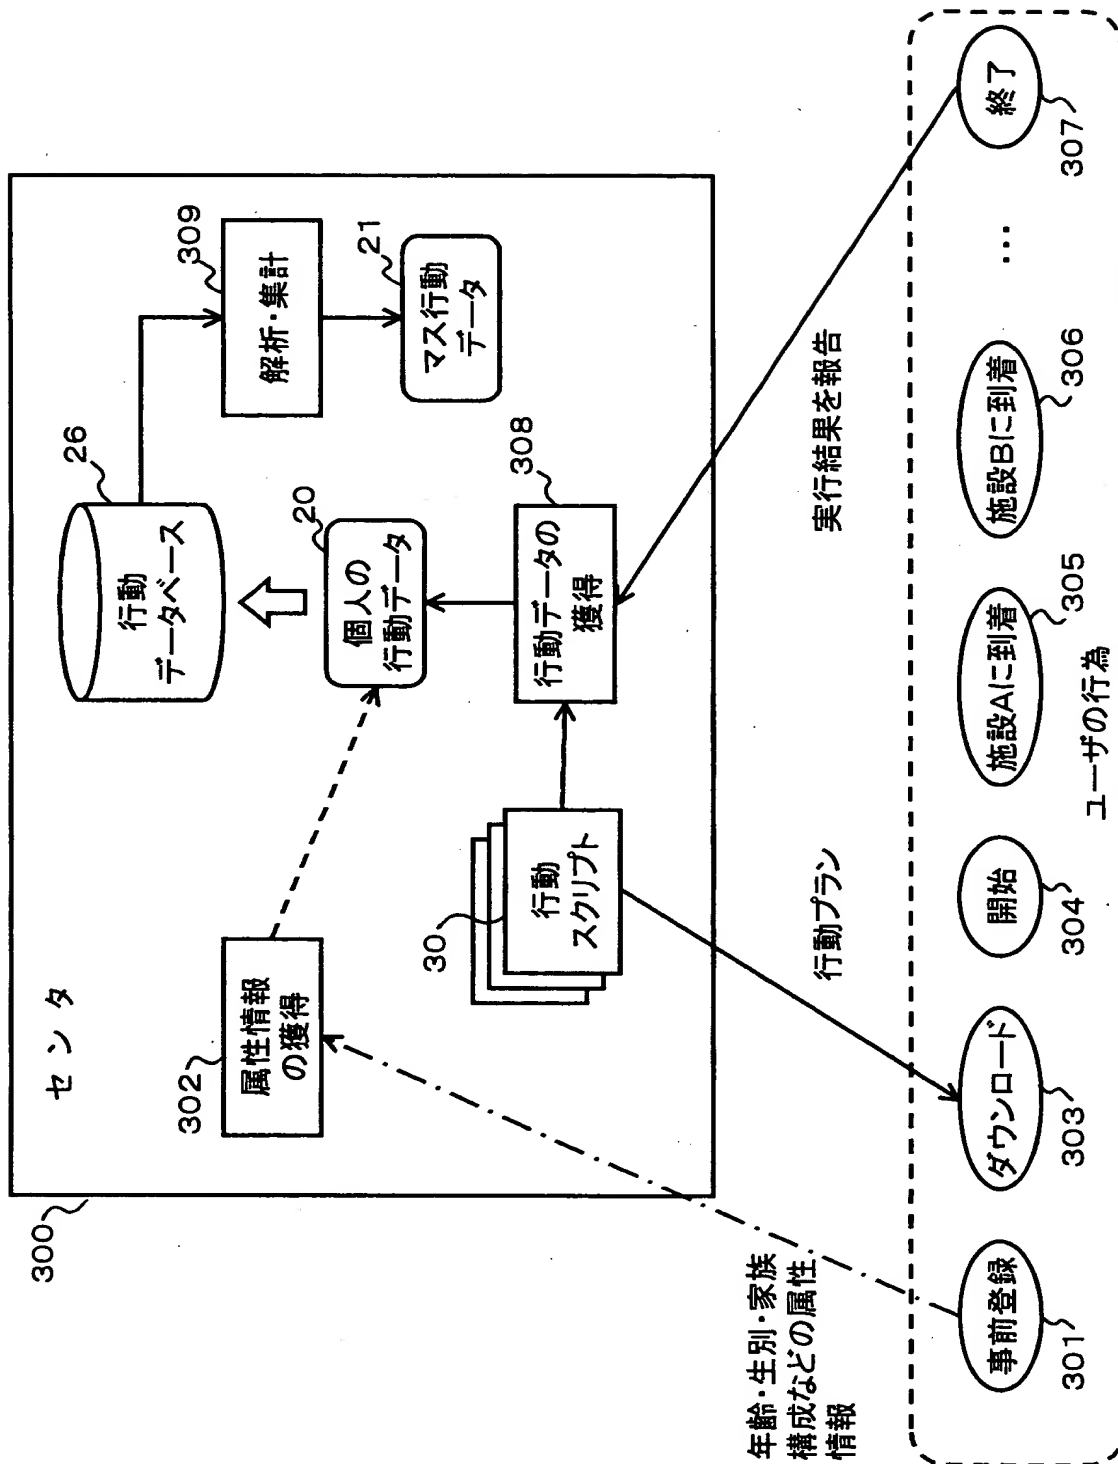 300
センタ
302
属性情報
の獲得
行動
データベース
26
309
解析・集計
20
個人の
行動データ
21
マス行動
データ
30
行動
スクリプト
308
行動データの
獲得
年齢・生別・家族
構成などの属性
情報
行動プラン
実行結果を報告
事前登録
301
ダウンロード
303
開始
304
施設Aに到着
305
施設Bに到着
306
…
終了
307
ユーザの行為